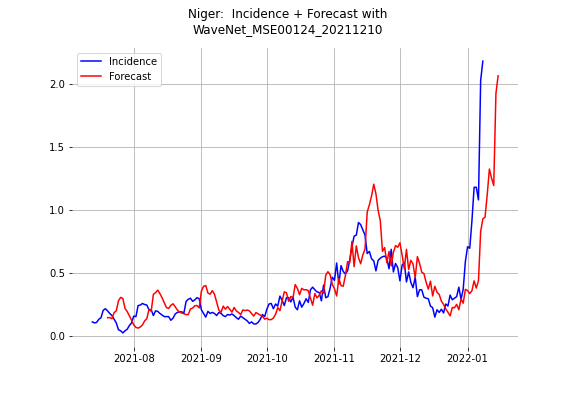 Niger:  Incidence + Forecast with
WaveNet_MSE00124_20211210
Incidence
Forecast
2.0
1.5
1.0
0.5
0.0
2021-08
2021-09
2021-10
2021-11
2021-12
2022-01